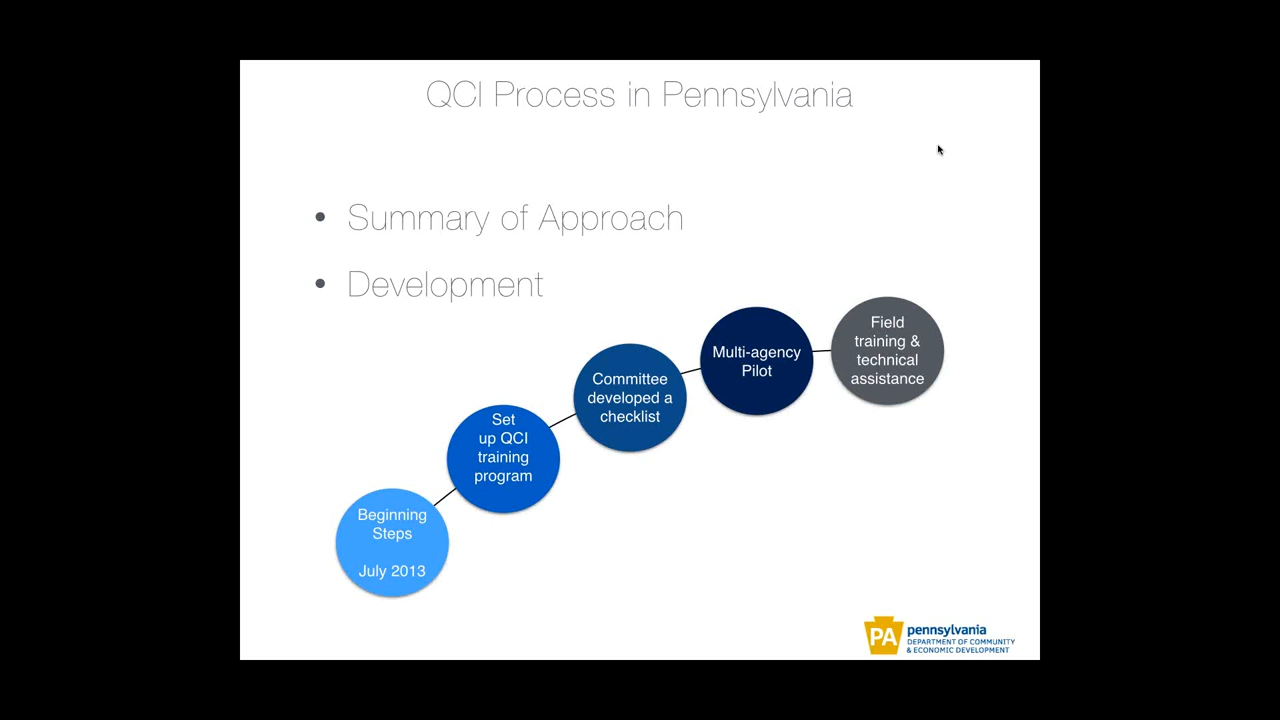 QCI Process in Pennsylvania
• Summary of Approach
• Development
Beginning
Steps
July 2013
Set
up QCI
training
program
Committee
developed a
checklist
Multi-agency
Pilot
Field
training &
technical
assistance
PA
pennsylvania
DEPARTMENT OF COMMUNITY
& ECONOMIC DEVELOPMENT